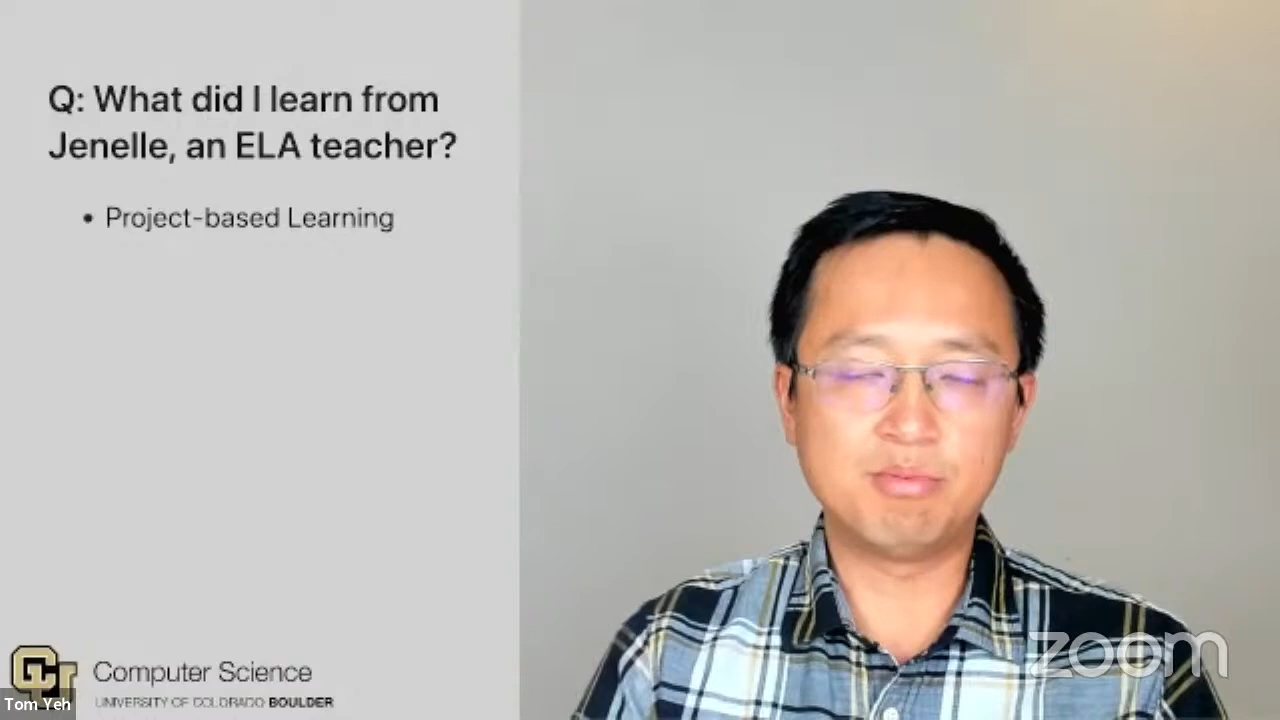 Q: What did I learn from
Jenelle, an ELA teacher?
• Project-based Learning
Computer Science
UNIVERSITY OF COLORADO BOULDER
Tom Yeh
zoom